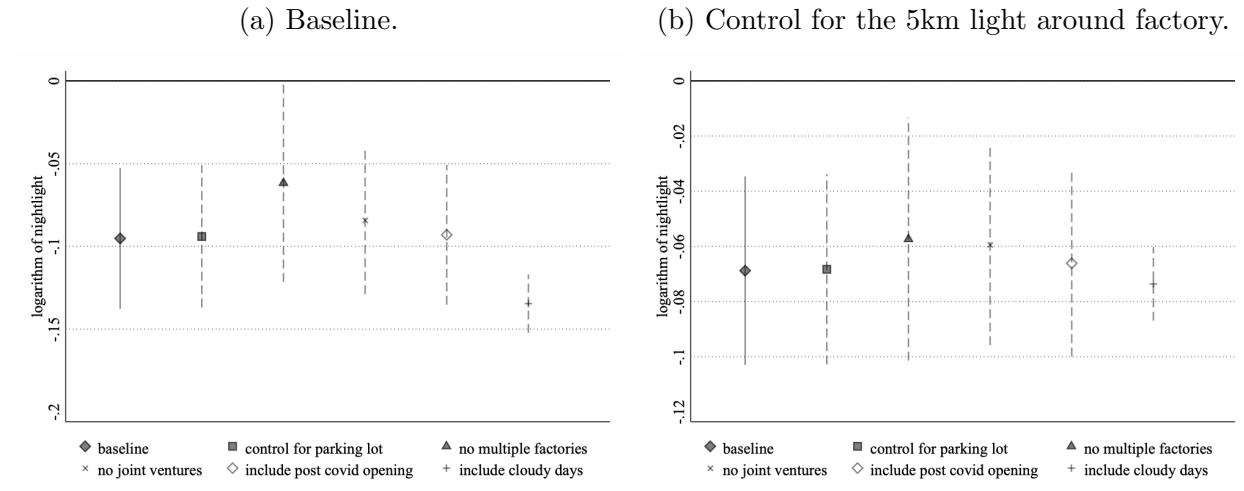 (a) Baseline.
logarithm of nightlight
0
-.05
-.1
-.15
-.2
baseline
control for parking lot
no multiple factories
no joint ventures
include post covid opening
include cloudy days
(b) Control for the 5km light around factory.
logarithm of nightlight
0
-.02
-.04
-.06
-.08
-.1
-.12
baseline
control for parking lot
no multiple factories
no joint ventures
include post covid opening
include cloudy days